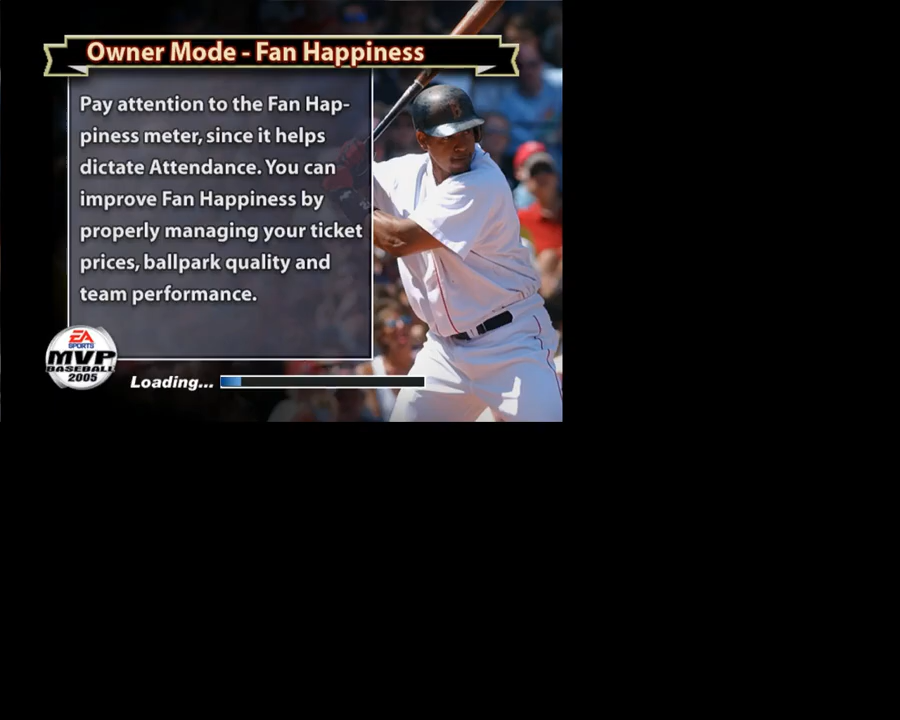 Owner Mode - Fan Happiness
Pay attention to the Fan Hap-
piness meter, since it helps
dictate Attendance. You can
improve Fan Happiness by
properly managing your ticket
prices, ballpark quality and
team performance.
EA
SPORTS
MVP
BASEBALL
2005
Loading...
B